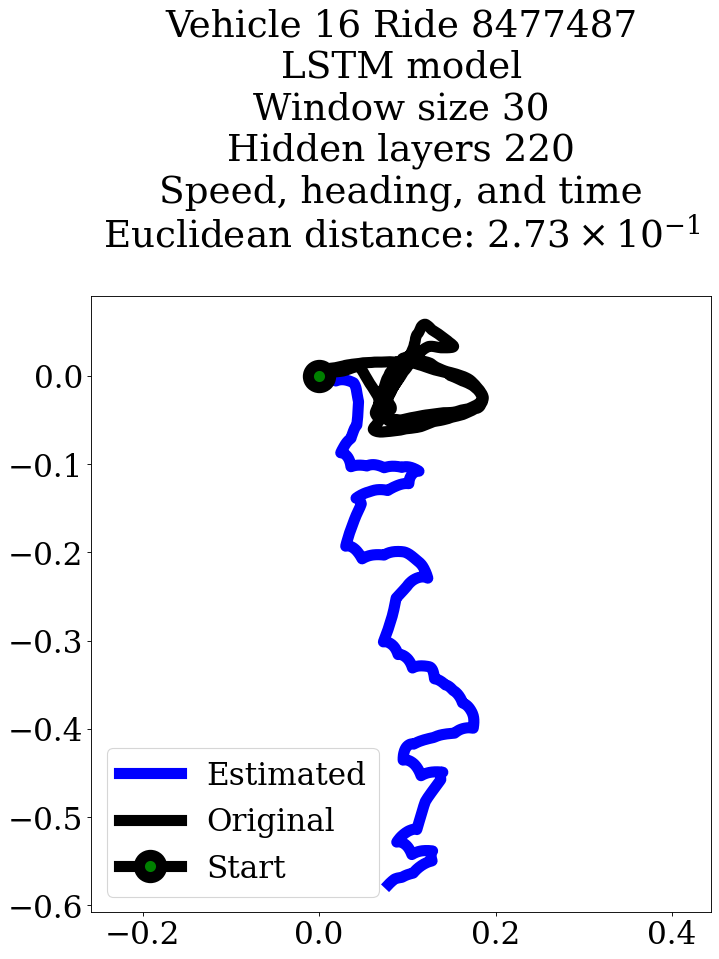 Vehicle 16 Ride 8477487
LSTM model
Window size 30
Hidden layers 220
Speed, heading, and time
Euclidean distance: 2.73 × 10⁻¹
0.0
−0.1
−0.2
−0.3
−0.4
−0.5
−0.6
Estimated
Original
Start
−0.2 0.0 0.2 0.4